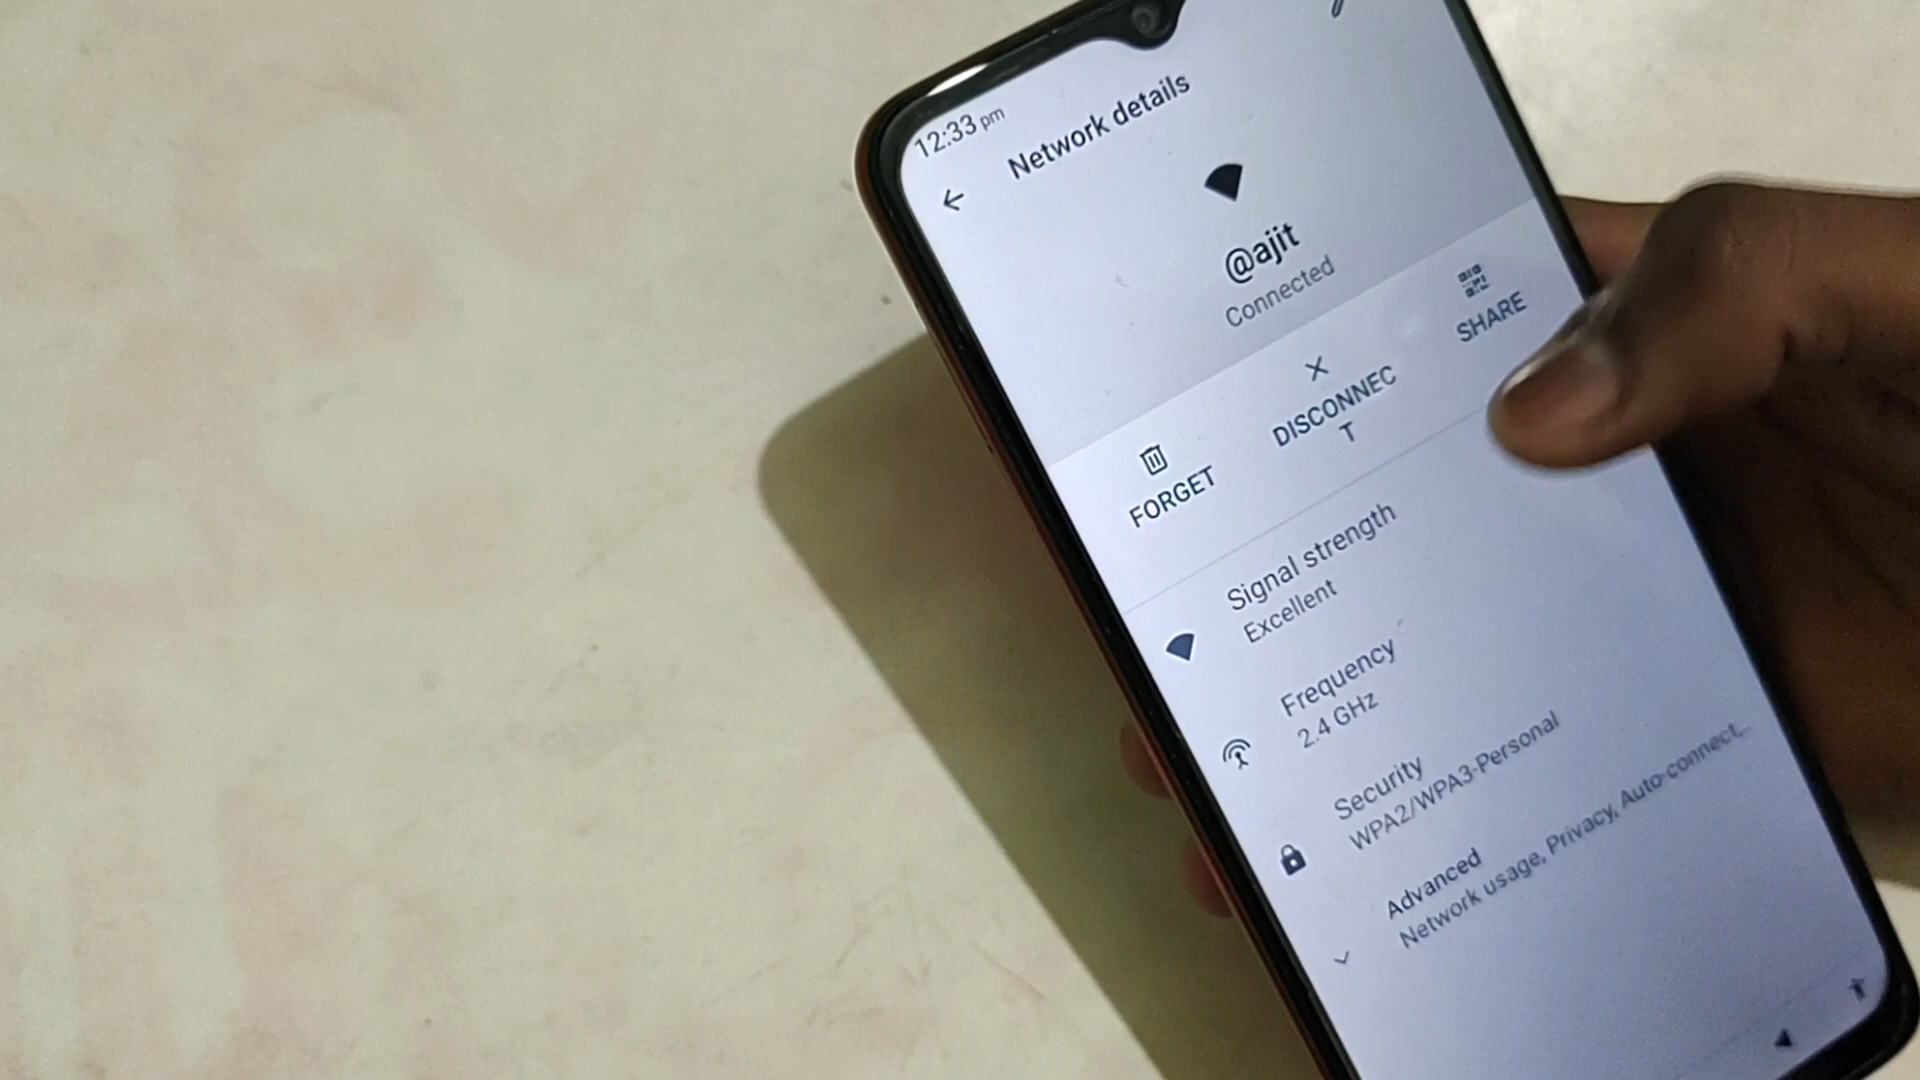 12:33 pm
Network details
@ajit
Connected
FORGET
DISCONNEC
T
SHARE
Signal strength
Excellent
Frequency
2.4 GHz
Security
WPA2/WPA3-Personal
Advanced
Network usage, Privacy, Auto-connect,..